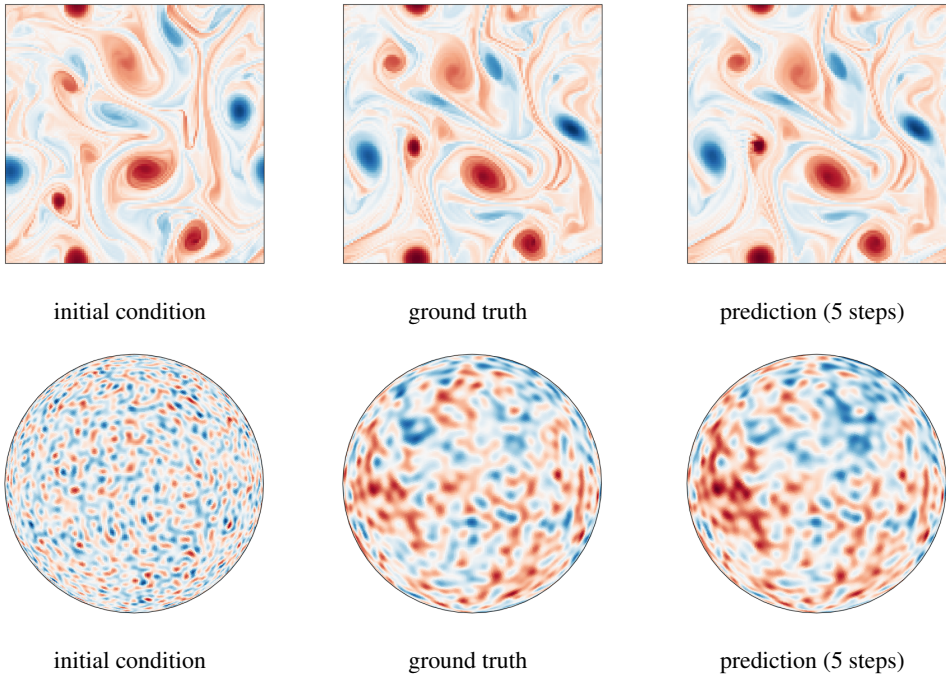 initial condition
ground truth
prediction (5 steps)
initial condition
ground truth
prediction (5 steps)